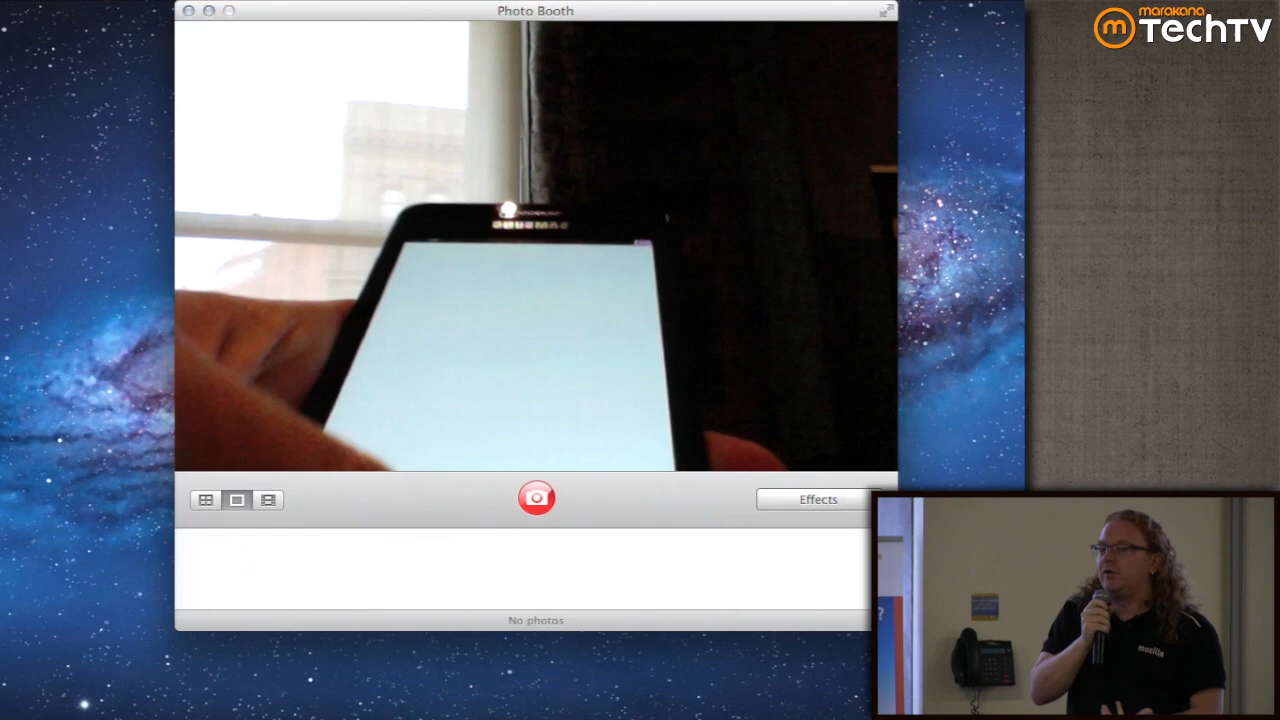 Photo Booth
marakana
m TechTV
Effects
No photos
?
mozilla